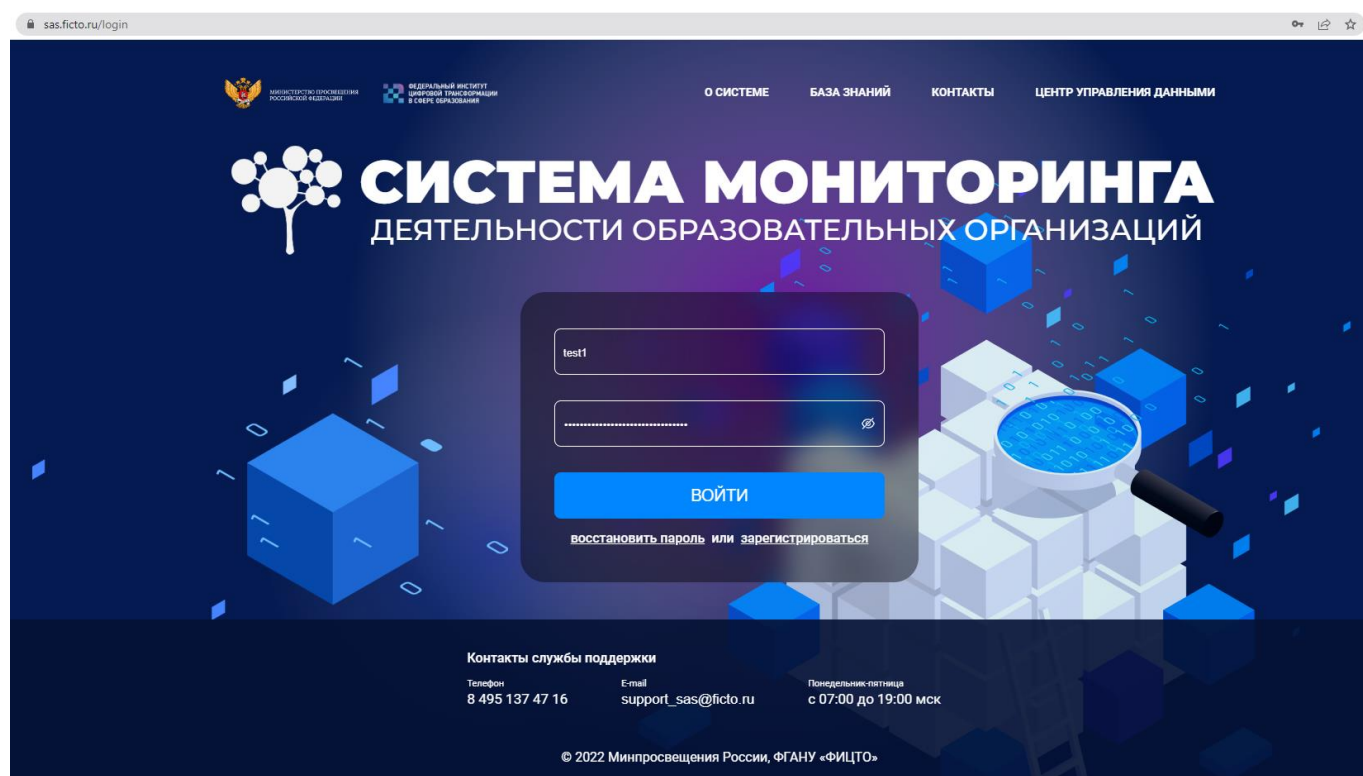 sas.ficto.ru/login
МИНИСТЕРСТВО ПРОСВЕЩЕНИЯ
РОССИЙСКОЙ ФЕДЕРАЦИИ
ФЕДЕРАЛЬНЫЙ ИНСТИТУТ
ЦИФРОВОЙ ТРАНСФОРМАЦИИ
В СФЕРЕ ОБРАЗОВАНИЯ
О СИСТЕМЕ БАЗА ЗНАНИЙ КОНТАКТЫ ЦЕНТР УПРАВЛЕНИЯ ДАННЫМИ
СИСТЕМА МОНИТОРИНГА
ДЕЯТЕЛЬНОСТИ ОБРАЗОВАТЕЛЬНЫХ ОРГАНИЗАЦИЙ
test1
ВОЙТИ
восстановить пароль или зарегистрироваться
Контакты службы поддержки
Телефон E-mail Понедельник-пятница
8 495 137 47 16 support_sas@ficto.ru с 07:00 до 19:00 мск
© 2022 Минпросвещения России, ФГАНУ «ФИЦТО»